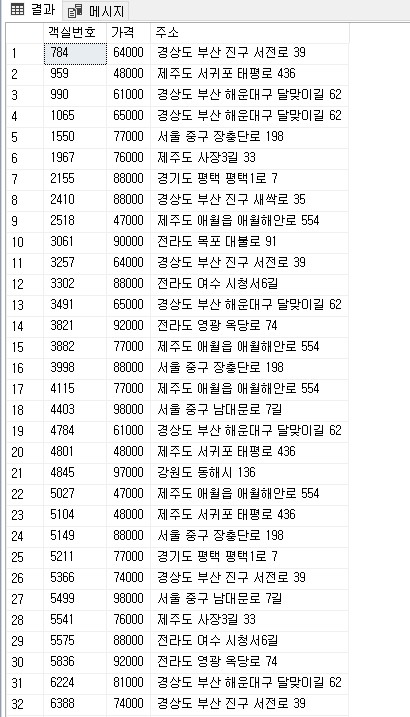 결과 메시지
객실번호 가격 주소
1 784 64000 경상도 부산 진구 서전로 39
2 959 48000 제주도 서귀포 태평로 436
3 990 61000 경상도 부산 해운대구 달맞이길 62
4 1065 65000 경상도 부산 해운대구 달맞이길 62
5 1550 77000 서울 중구 장충단로 198
6 1967 76000 제주도 사장3길 33
7 2155 88000 경기도 평택 평택1로 7
8 2410 88000 경상도 부산 진구 새싹로 35
9 2518 47000 제주도 애월읍 애월해안로 554
10 3061 90000 전라도 목포 대불로 91
11 3257 64000 경상도 부산 진구 서전로 39
12 3302 88000 전라도 여수 시청서6길
13 3491 65000 경상도 부산 해운대구 달맞이길 62
14 3821 92000 전라도 영광 옥당로 74
15 3882 77000 제주도 애월읍 애월해안로 554
16 3998 88000 서울 중구 장충단로 198
17 4115 77000 제주도 애월읍 애월해안로 554
18 4403 98000 서울 중구 남대문로 7길
19 4784 61000 경상도 부산 해운대구 달맞이길 62
20 4801 48000 제주도 서귀포 태평로 436
21 4845 97000 강원도 동해시 136
22 5027 47000 제주도 애월읍 애월해안로 554
23 5104 48000 제주도 서귀포 태평로 436
24 5149 88000 서울 중구 장충단로 198
25 5211 77000 경기도 평택 평택1로 7
26 5366 74000 경상도 부산 진구 서전로 39
27 5499 98000 서울 중구 남대문로 7길
28 5541 76000 제주도 사장3길 33
29 5575 88000 전라도 여수 시청서6길
30 5836 92000 전라도 영광 옥당로 74
31 6224 81000 경상도 부산 해운대구 달맞이길 62
32 6388 74000 경상도 부산 진구 서전로 39